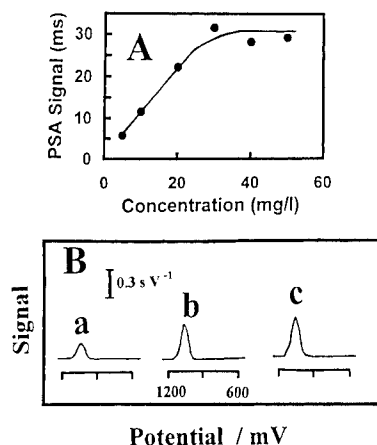 A
PSA Signal (ms)
30
20
10
0
0 20 40 60
Concentration (mg/l)
B
0.3 s V⁻¹
a b c
Signal
1200 600
Potential / mV